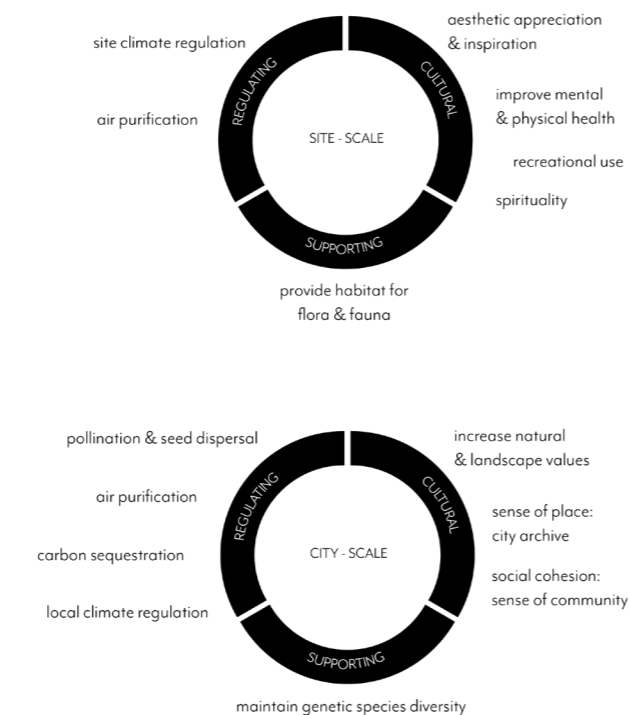 aesthetic appreciation
& inspiration
site climate regulation
REGULATING
CULTURAL
improve mental
& physical health
air purification
SITE - SCALE
recreational use
spirituality
SUPPORTING
provide habitat for
flora & fauna
pollination & seed dispersal
increase natural
& landscape values
REGULATING
CULTURAL
air purification
sense of place:
city archive
carbon sequestration
CITY - SCALE
social cohesion:
sense of community
local climate regulation
SUPPORTING
maintain genetic species diversity